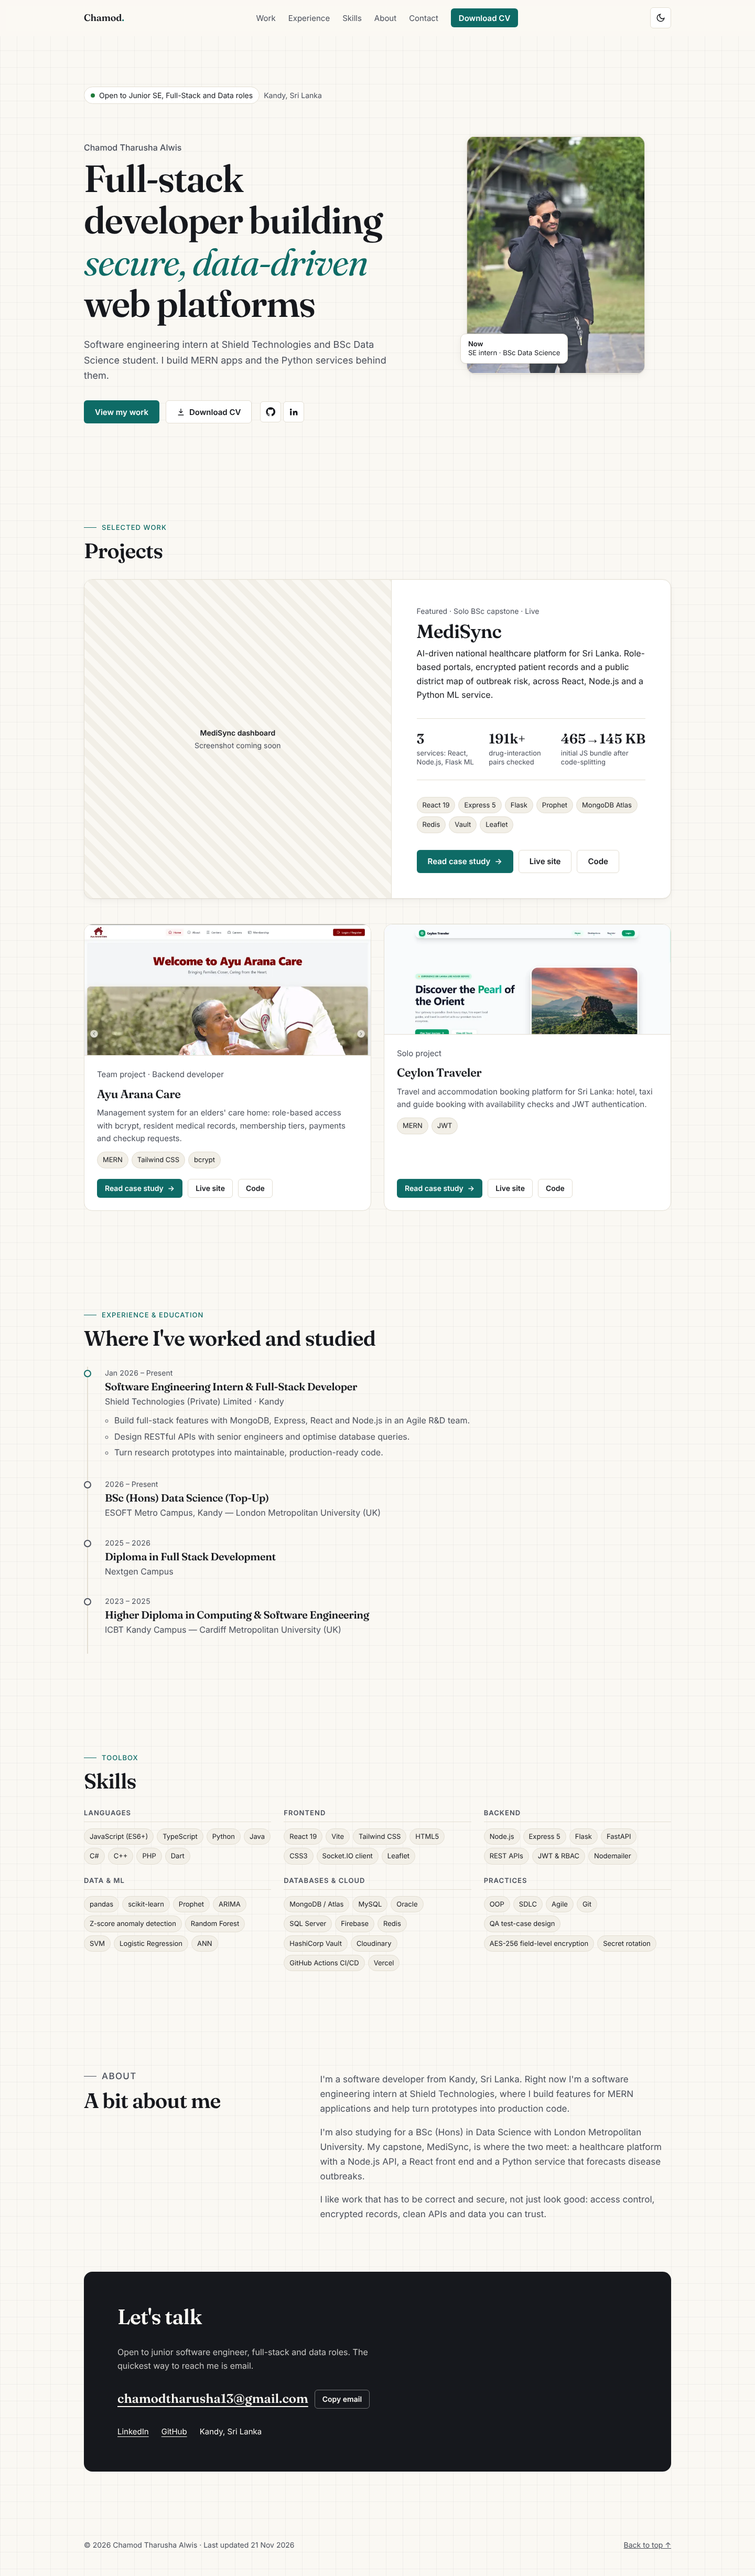 Chamod.
Work Experience Skills About Contact Download CV
Open to Junior SE, Full-Stack and Data roles Kandy, Sri Lanka
Chamod Tharusha Alwis
Full-stack
developer building
secure, data-driven
web platforms
Software engineering intern at Shield Technologies and BSc Data
Science student. I build MERN apps and the Python services behind
them.
View my work Download CV
Now
SE intern · BSc Data Science
SELECTED WORK
Projects
MediSync dashboard
Screenshot coming soon
Featured · Solo BSc capstone · Live
MediSync
AI-driven national healthcare platform for Sri Lanka. Role-
based portals, encrypted patient records and a public
district map of outbreak risk, across React, Node.js and a
Python ML service.
3
services: React,
Node.js, Flask ML
191k+
drug-interaction
pairs checked
465→145 KB
initial JS bundle after
code-splitting
React 19 Express 5 Flask Prophet MongoDB Atlas
Redis Vault Leaflet
Read case study → Live site Code
Home
Login / Register
Welcome to Ayu Arana Care
Bridging Families Closer, Caring from the Heart.
Team project · Backend developer
Ayu Arana Care
Management system for an elders' care home: role-based access
with bcrypt, resident medical records, membership tiers, payments
and checkup requests.
MERN Tailwind CSS bcrypt
Read case study → Live site Code
Ceylon Traveler
Discover the Pearl of
the Orient
Solo project
Ceylon Traveler
Travel and accommodation booking platform for Sri Lanka: hotel, taxi
and guide booking with availability checks and JWT authentication.
MERN JWT
Read case study → Live site Code
EXPERIENCE & EDUCATION
Where I've worked and studied
Jan 2026 – Present
Software Engineering Intern & Full-Stack Developer
Shield Technologies (Private) Limited · Kandy
Build full-stack features with MongoDB, Express, React and Node.js in an Agile R&D team.
Design RESTful APIs with senior engineers and optimise database queries.
Turn research prototypes into maintainable, production-ready code.
2026 – Present
BSc (Hons) Data Science (Top-Up)
ESOFT Metro Campus, Kandy — London Metropolitan University (UK)
2025 – 2026
Diploma in Full Stack Development
Nextgen Campus
2023 – 2025
Higher Diploma in Computing & Software Engineering
ICBT Kandy Campus — Cardiff Metropolitan University (UK)
TOOLBOX
Skills
LANGUAGES
JavaScript (ES6+) TypeScript Python Java
C# C++ PHP Dart
FRONTEND
React 19 Vite Tailwind CSS HTML5
CSS3 Socket.IO client Leaflet
BACKEND
Node.js Express 5 Flask FastAPI
REST APIs JWT & RBAC Nodemailer
DATA & ML
pandas scikit-learn Prophet ARIMA
Z-score anomaly detection Random Forest
SVM Logistic Regression ANN
DATABASES & CLOUD
MongoDB / Atlas MySQL Oracle
SQL Server Firebase Redis
HashiCorp Vault Cloudinary
GitHub Actions CI/CD Vercel
PRACTICES
OOP SDLC Agile Git
QA test-case design
AES-256 field-level encryption Secret rotation
ABOUT
A bit about me
I'm a software developer from Kandy, Sri Lanka. Right now I'm a software
engineering intern at Shield Technologies, where I build features for MERN
applications and help turn prototypes into production code.
I'm also studying for a BSc (Hons) in Data Science with London Metropolitan
University. My capstone, MediSync, is where the two meet: a healthcare platform
with a Node.js API, a React front end and a Python service that forecasts disease
outbreaks.
I like work that has to be correct and secure, not just look good: access control,
encrypted records, clean APIs and data you can trust.
Let's talk
Open to junior software engineer, full-stack and data roles. The
quickest way to reach me is email.
chamodtharusha13@gmail.com Copy email
LinkedIn GitHub Kandy, Sri Lanka
© 2026 Chamod Tharusha Alwis · Last updated 21 Nov 2026
Back to top ↑